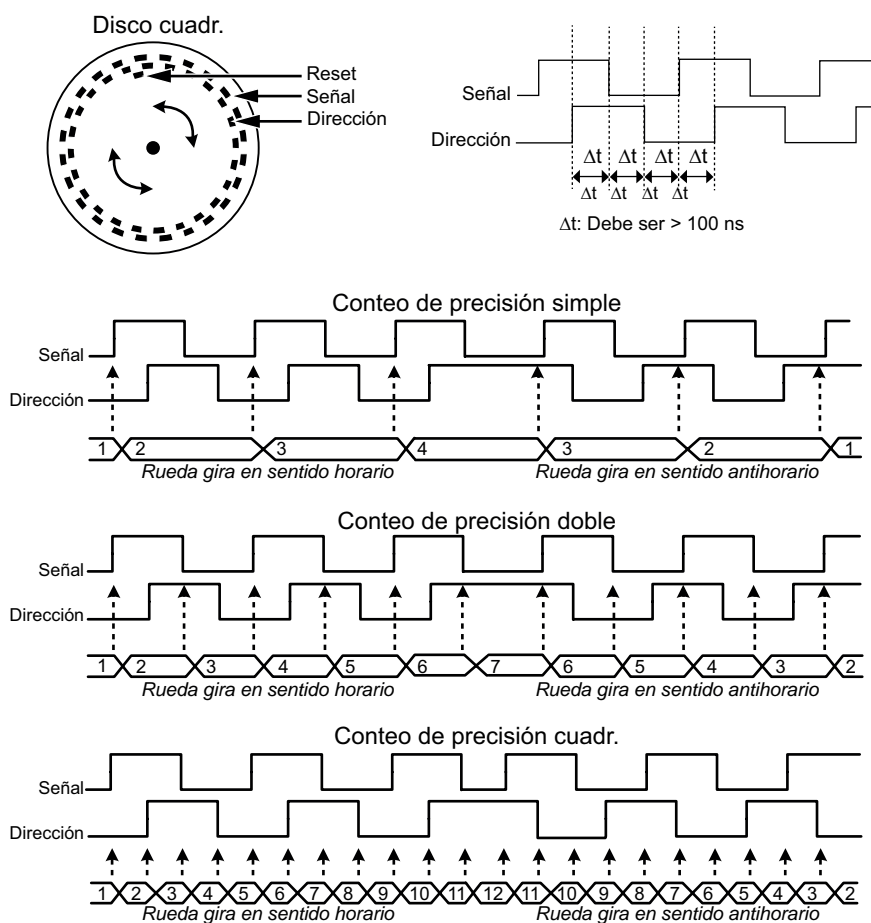 Disco cuadr.
Reset
Señal
Dirección
Señal
Dirección
Δt Δt Δt Δt
Δt Δt Δt Δt
Δt: Debe ser > 100 ns
Conteo de precisión simple
Señal
Dirección
1 2 3 4 3 2 1
Rueda gira en sentido horario Rueda gira en sentido antihorario
Conteo de precisión doble
Señal
Dirección
1 2 3 4 5 6 7 6 5 4 3 2
Rueda gira en sentido horario Rueda gira en sentido antihorario
Conteo de precisión cuadr.
Señal
Dirección
1 2 3 4 5 6 7 8 9 10 11 12 11 10 9 8 7 6 5 4 3 2
Rueda gira en sentido horario Rueda gira en sentido antihorario